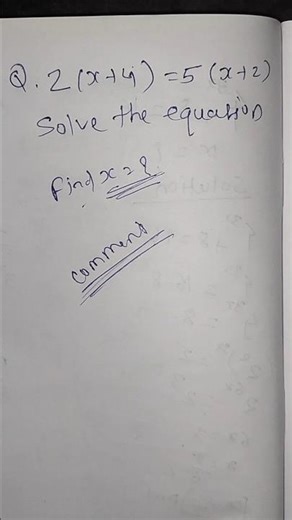 Q. 2 (x+4) = 5 (x+2)
Solve the equation
find x = ?
comment